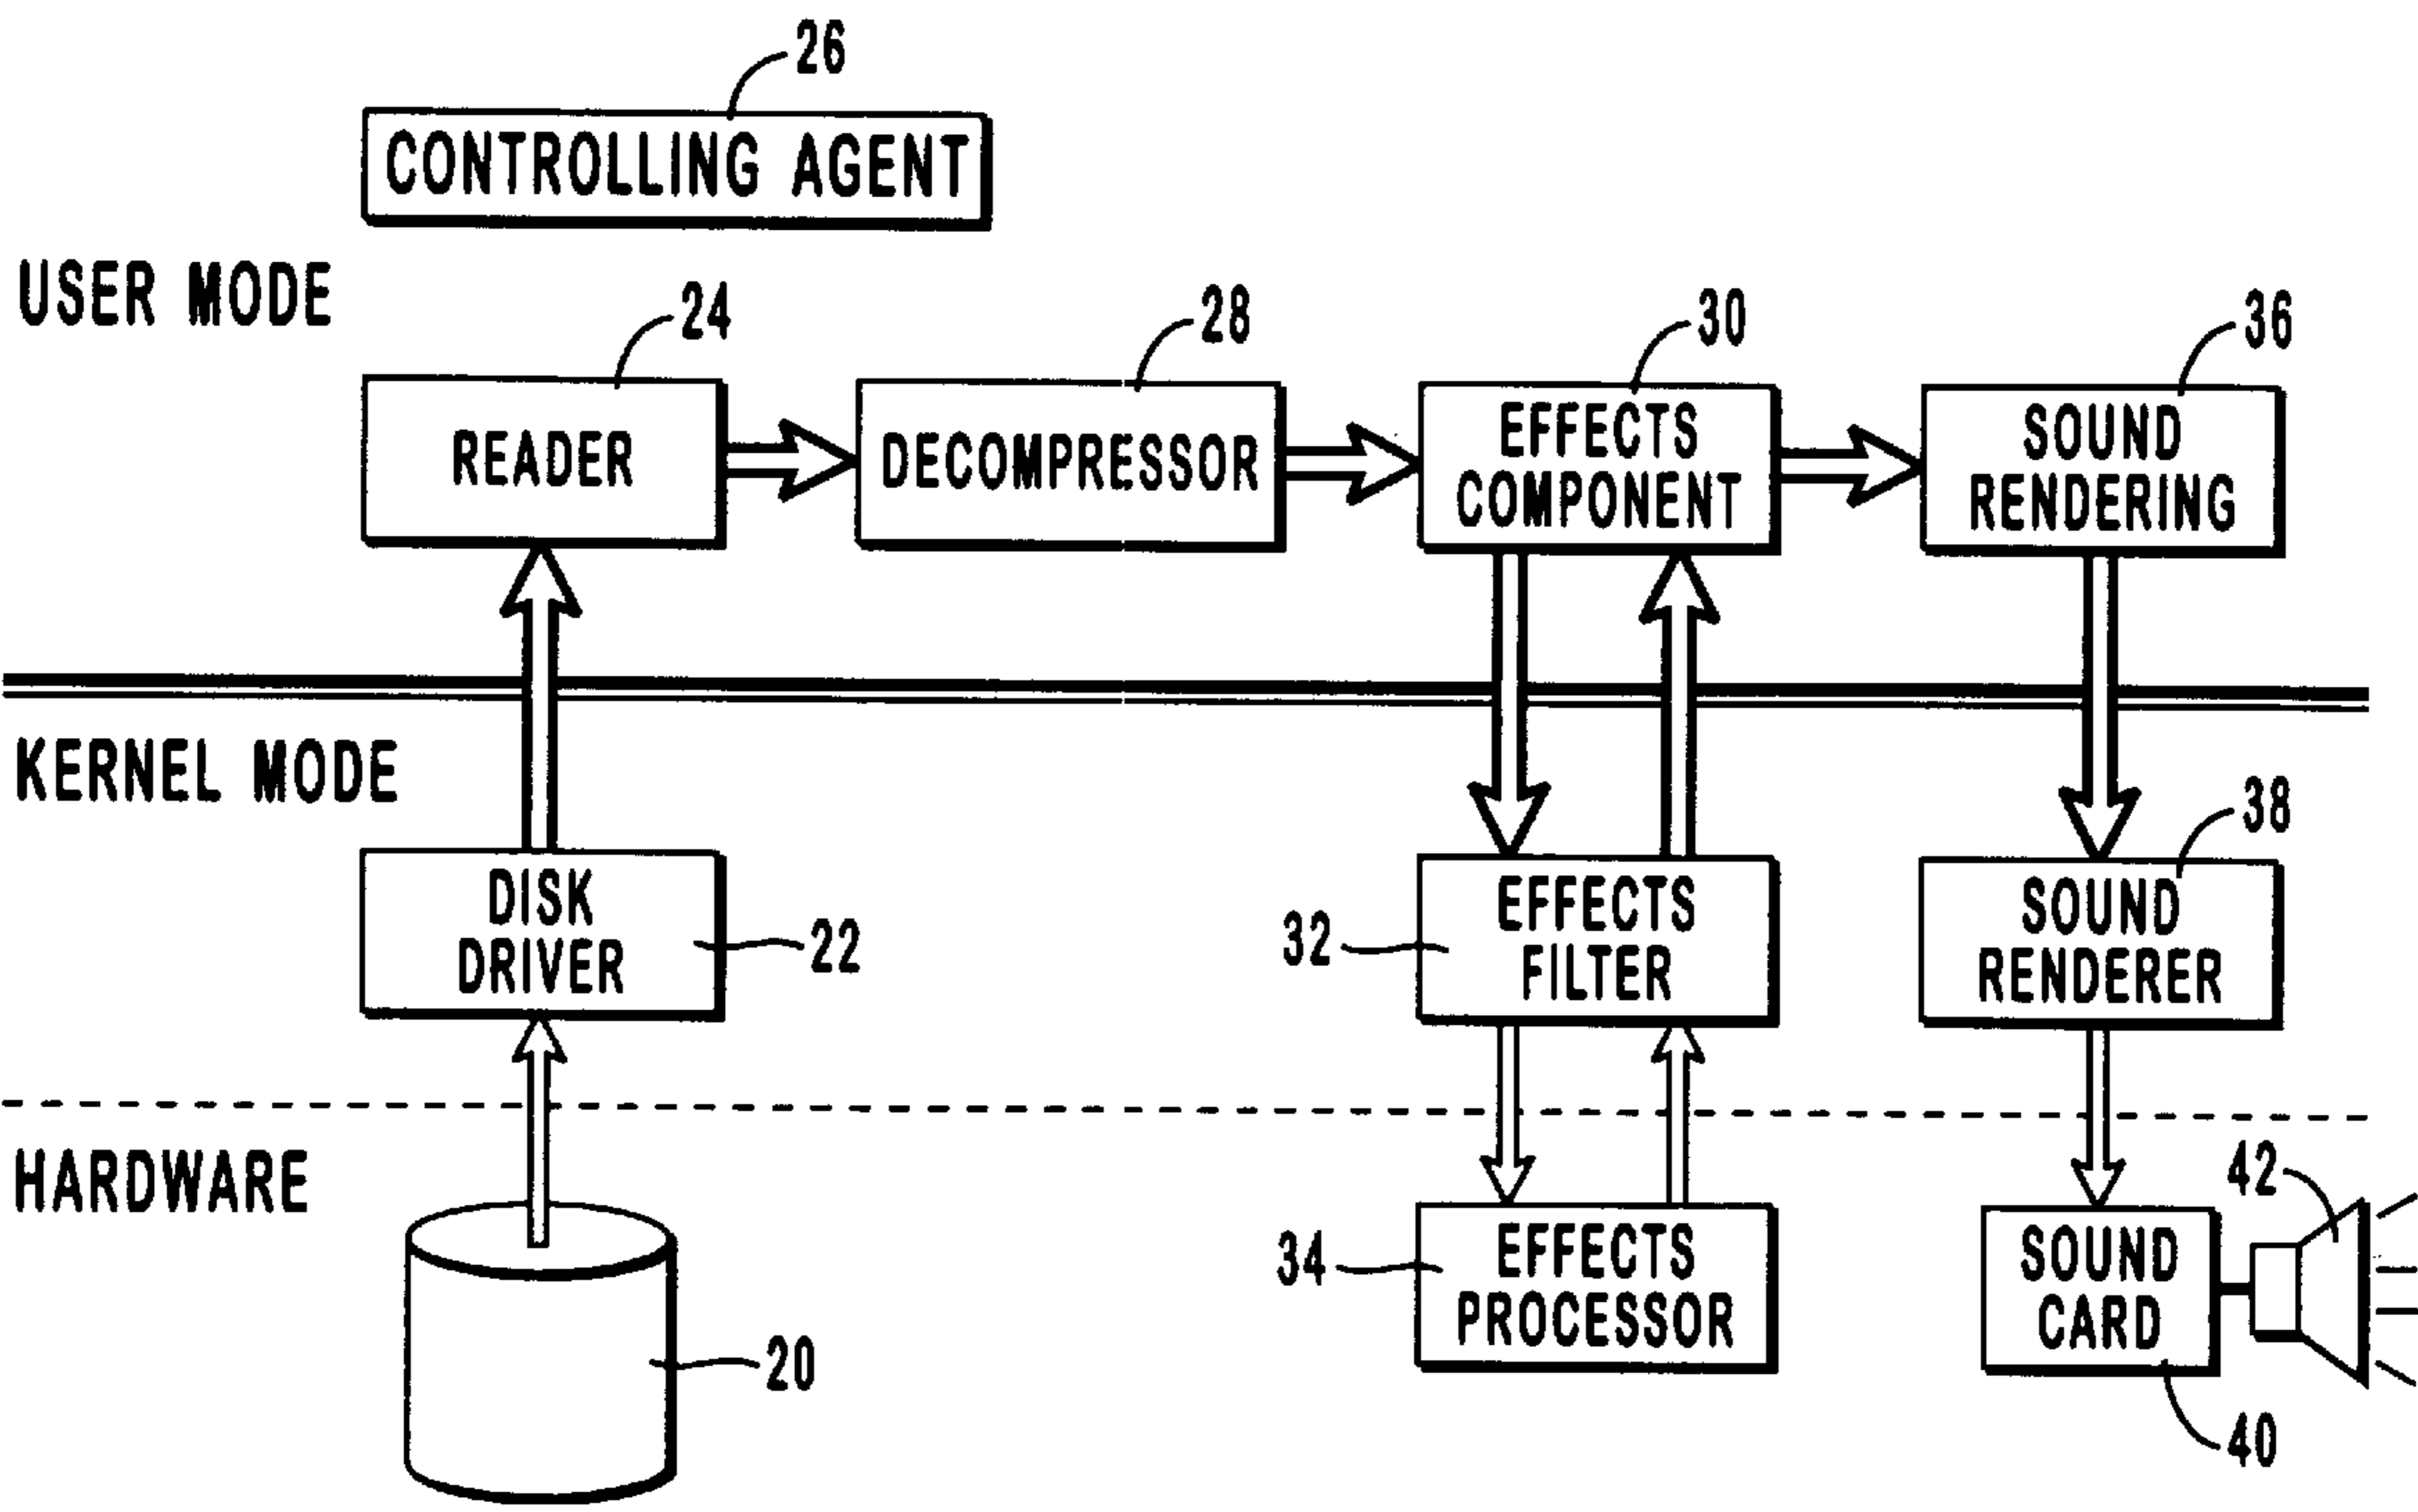 26
CONTROLLING AGENT
USER MODE
24
28
30
36
READER
DECOMPRESSOR
EFFECTS
COMPONENT
SOUND
RENDERING
KERNEL MODE
38
DISK
DRIVER
22
32
EFFECTS
FILTER
SOUND
RENDERER
HARDWARE
42
34
EFFECTS
PROCESSOR
SOUND
CARD
20
40